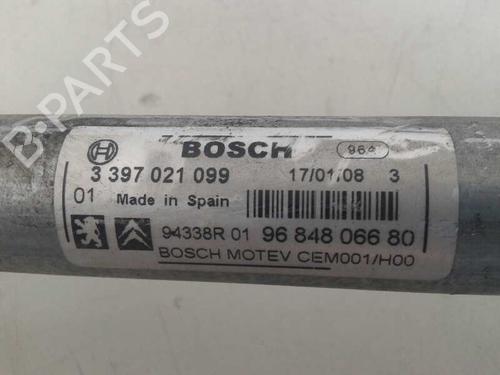 BOSCH 964
3 397 021 099 17/01/08 3
01 Made in Spain
94338R 01 96 848 066 80
BOSCH MOTEV CEM001/H00
B-PARTS